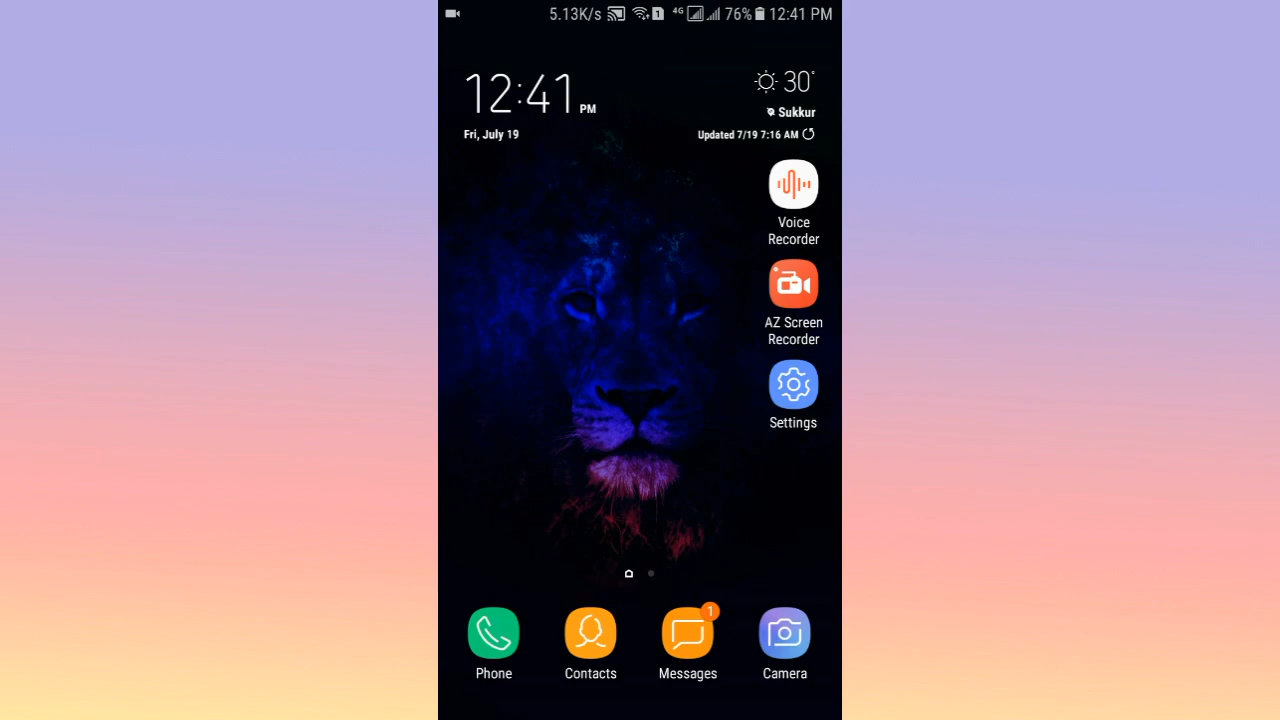 5.13K/s 1 4G 76% 12:41 PM
12:41 PM
30°
Sukkur
Fri, July 19
Updated 7/19 7:16 AM
Voice
Recorder
AZ Screen
Recorder
Settings
1
Phone
Contacts
Messages
Camera